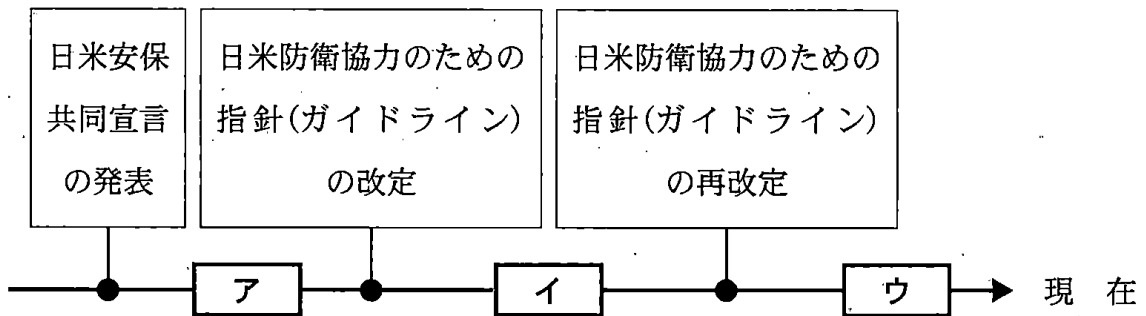 日米安保
共同宣言
の発表
日米防衛協力のための
指針(ガイドライン)
の改定
日米防衛協力のための
指針(ガイドライン)
の再改定
ア
イ
ウ
現 在